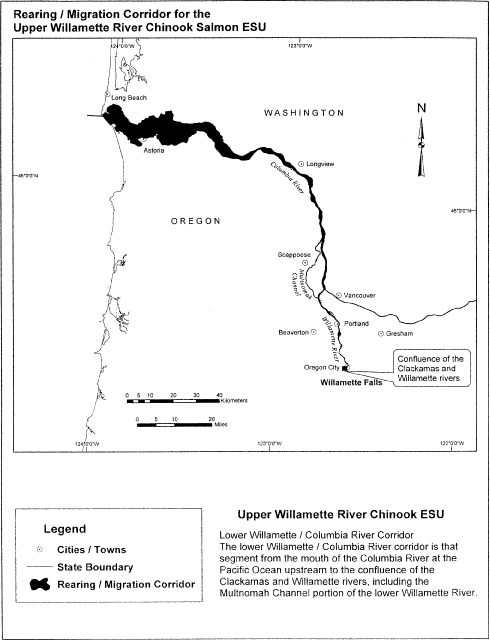 Rearing / Migration Corridor for the
Upper Willamette River Chinook Salmon ESU
124°0'0"W
123°0'0"W
Long Beach
WASHINGTON
N
Astoria
Longview
Columbia River
46°0'0"N
46°0'0"N
OREGON
Scappoose
Multnomah
Channel
Vancouver
Willamette River
Portland
Beaverton
Gresham
Oregon City
Confluence of the
Clackamas and
Willamette rivers
Willamette Falls
0 5 10 20 30 40
Kilometers
0 5 10 20
Miles
124°0'0"W
123°0'0"W
122°0'0"W
Legend
Cities / Towns
State Boundary
Rearing / Migration Corridor
Upper Willamette River Chinook ESU
Lower Willamette / Columbia River Corridor
The lower Willamette / Columbia River corridor is that
segment from the mouth of the Columbia River at the
Pacific Ocean upstream to the confluence of the
Clackamas and Willamette rivers, including the
Multnomah Channel portion of the lower Willamette River.